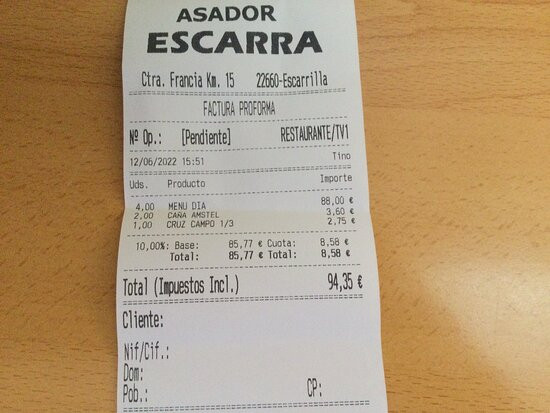 ASADOR
ESCARRA
Ctra. Francia Km. 15 22660-Escarrilla
FACTURA PROFORMA
Nº Op.: [Pendiente] RESTAURANTE/TV1
12/06/2022 15:51 Tino
Uds. Producto Importe
4,00 MENU DIA 88,00 €
2,00 CAÑA AMSTEL 3,60 €
1,00 CRUZ CAMPO 1/3 2,75 €
10,00%: Base: 85,77 € Cuota: 8,58 €
Total: 85,77 € Total: 8,58 €
Total (Impuestos Incl.) 94,35 €
Cliente:
Nif/Cif.:
Dom:
Pob.: CP: